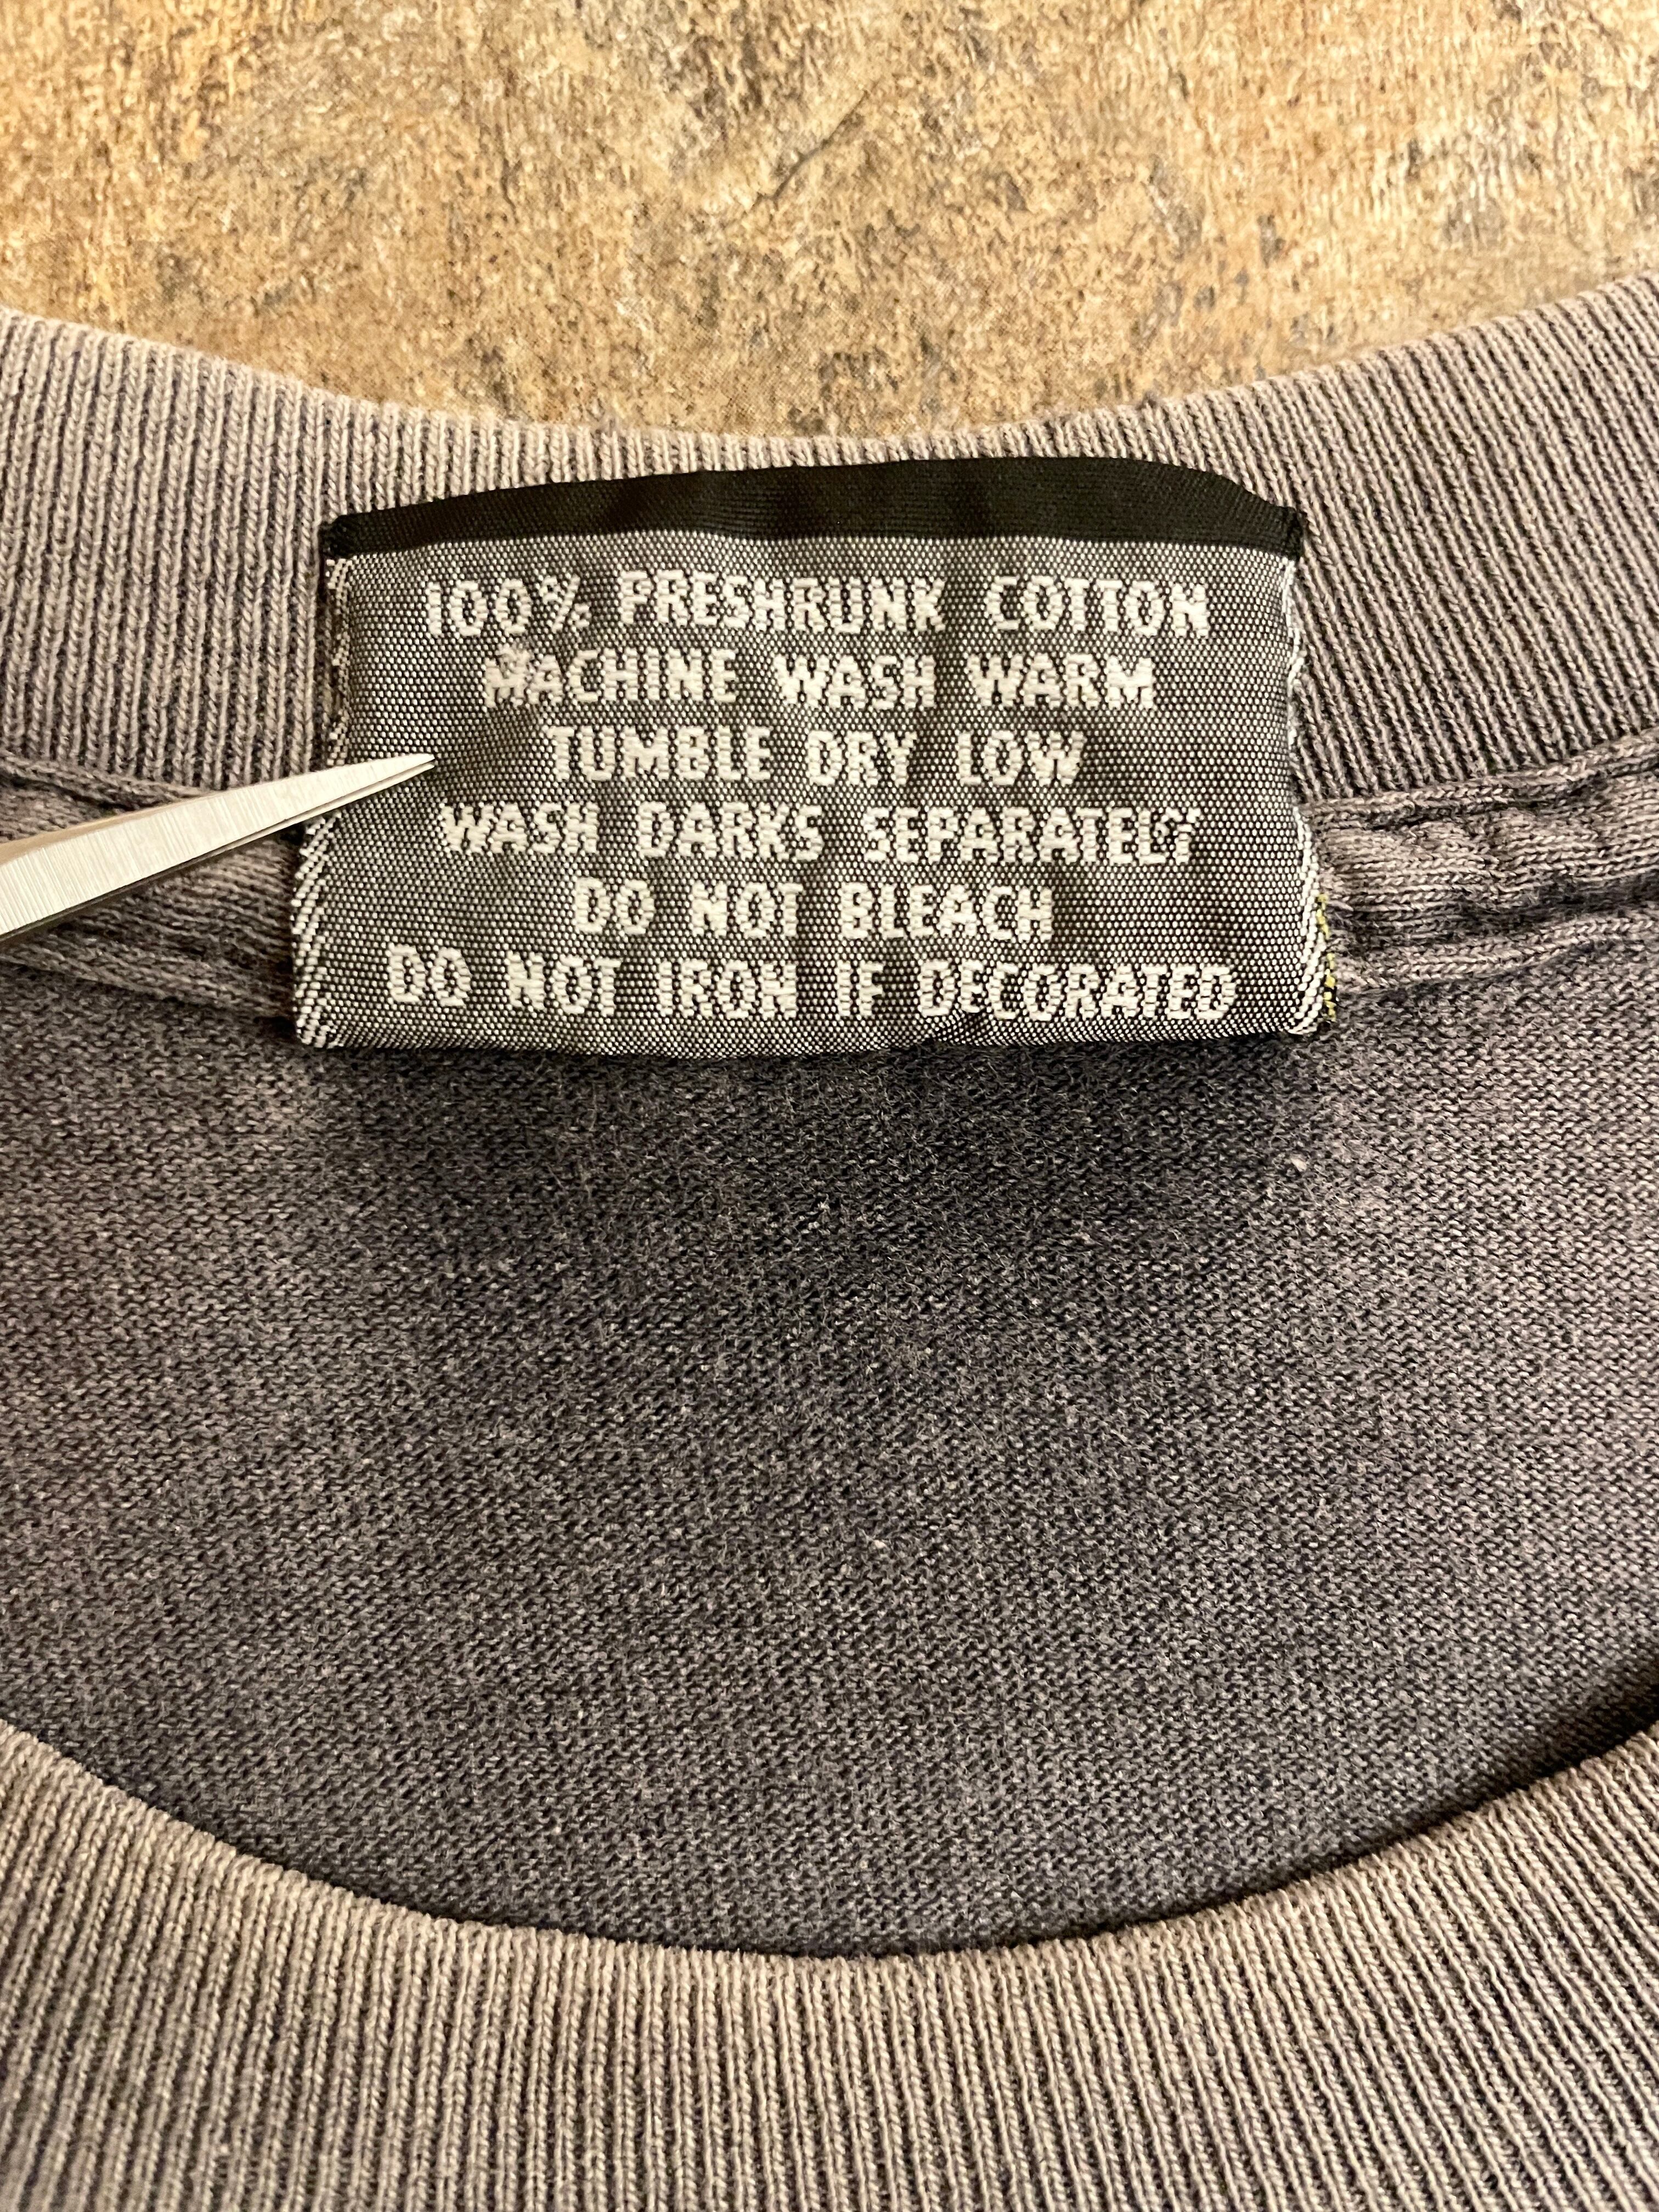 100% PRESHRUNK COTTON
MACHINE WASH WARM
TUMBLE DRY LOW
WASH DARKS SEPARATELY
DO NOT BLEACH
DO NOT IRON IF DECORATED